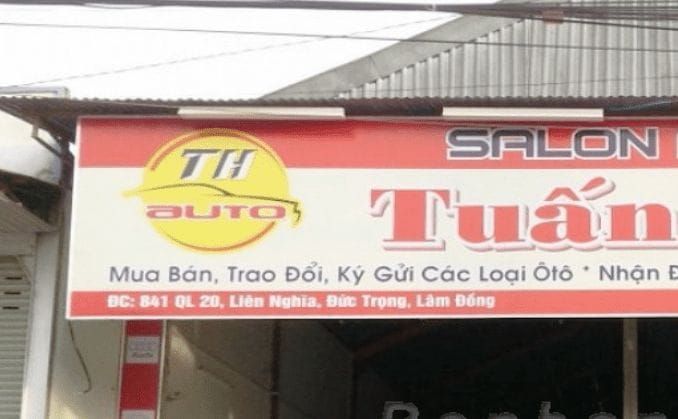 SALON
TH
AUTO
Tuấn
Mua Bán, Trao Đổi, Ký Gửi Các Loại Ôtô * Nhận Đ
ĐC: 841 QL 20, Liên Nghĩa, Đức Trọng, Lâm Đồng